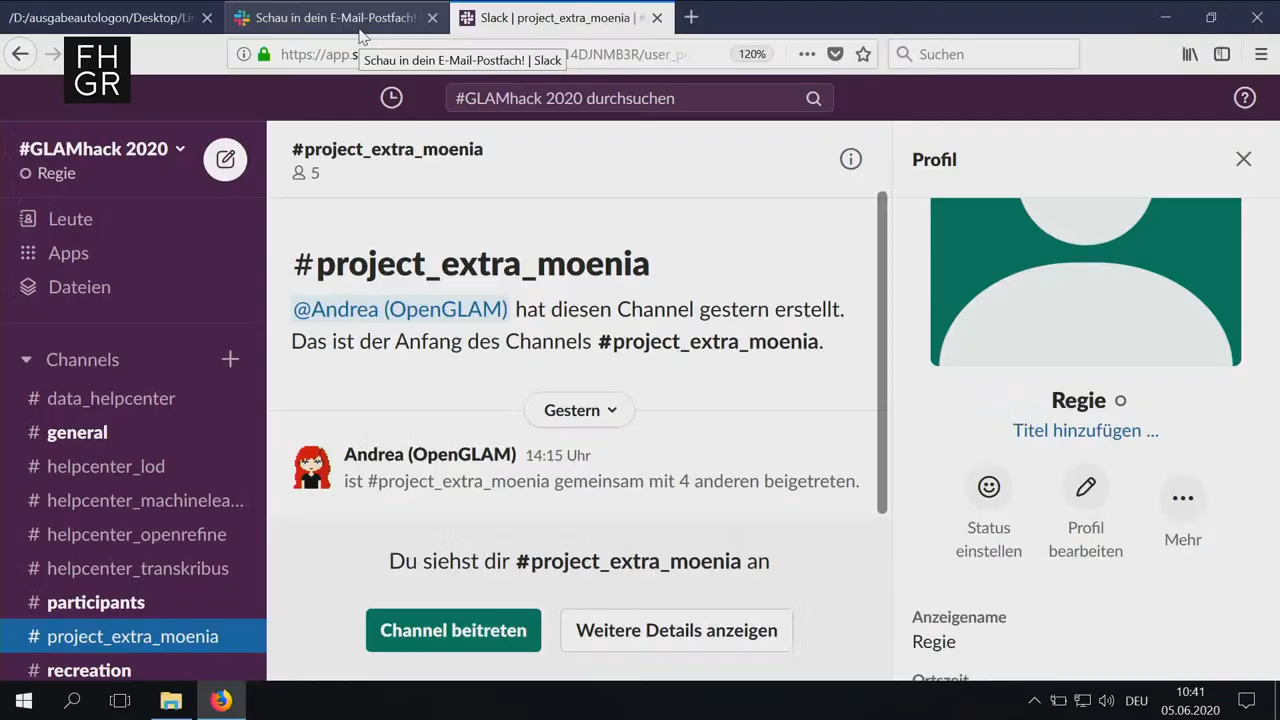 /D:/ausgabeautologon/Desktop/Lin
Schau in dein E-Mail-Postfach!
Slack | project_extra_moenia | #
https://app.s
14DJNMB3R/user_pr
120%
Suchen
Schau in dein E-Mail-Postfach! | Slack
FH
GR
#GLAMhack 2020 durchsuchen
#GLAMhack 2020
Regie
Leute
Apps
Dateien
Channels
# data_helpcenter
# general
# helpcenter_lod
# helpcenter_machinelea...
# helpcenter_openrefine
# helpcenter_transkribus
# participants
# project_extra_moenia
# recreation
#project_extra_moenia
5
#project_extra_moenia
@Andrea (OpenGLAM) hat diesen Channel gestern erstellt.
Das ist der Anfang des Channels #project_extra_moenia.
Gestern
Andrea (OpenGLAM) 14:15 Uhr
ist #project_extra_moenia gemeinsam mit 4 anderen beigetreten.
Du siehst dir #project_extra_moenia an
Channel beitreten
Weitere Details anzeigen
Profil
Regie
Titel hinzufügen ...
Status
einstellen
Profil
bearbeiten
Mehr
Anzeigename
Regie
Ortszeit
DEU
10:41
05.06.2020